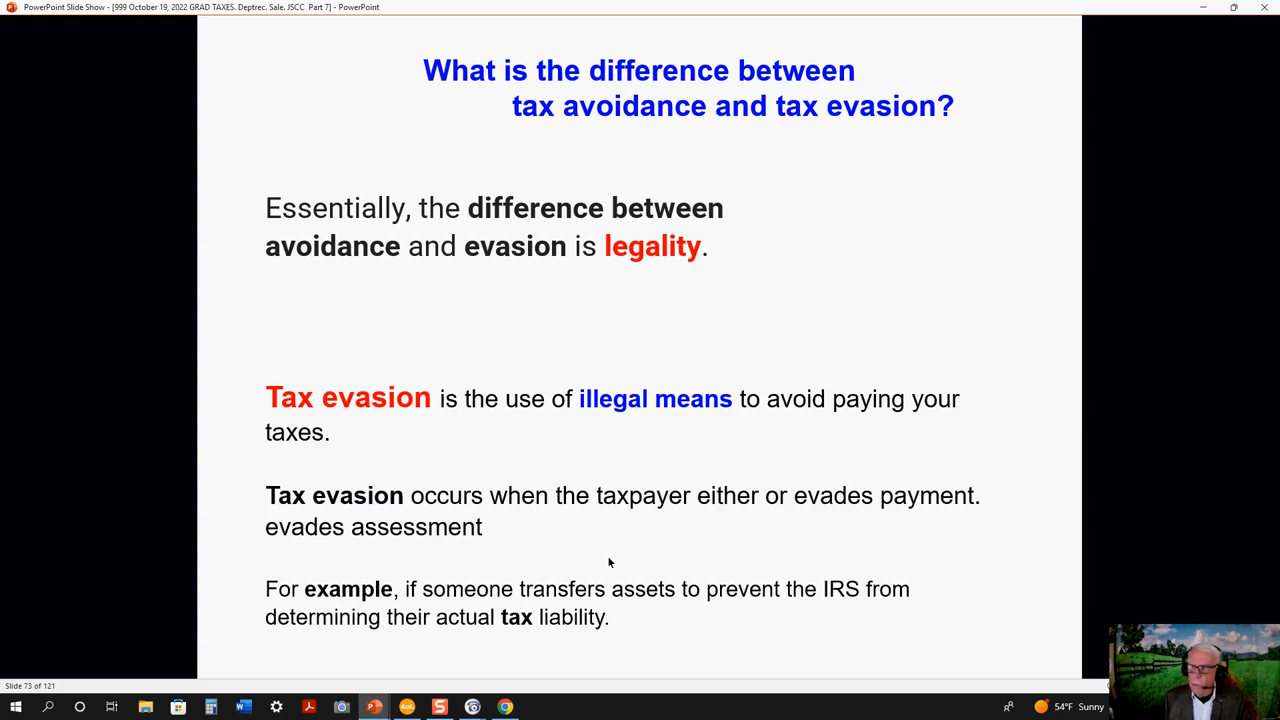 PowerPoint Slide Show - [999 October 19, 2022 GRAD TAXES. Deptrec. Sale. JSCC Part 7] - PowerPoint
What is the difference between
tax avoidance and tax evasion?
Essentially, the difference between
avoidance and evasion is legality.
Tax evasion is the use of illegal means to avoid paying your
taxes.
Tax evasion occurs when the taxpayer either or evades payment.
evades assessment
For example, if someone transfers assets to prevent the IRS from
determining their actual tax liability.
Slide 73 of 121
54°F Sunny